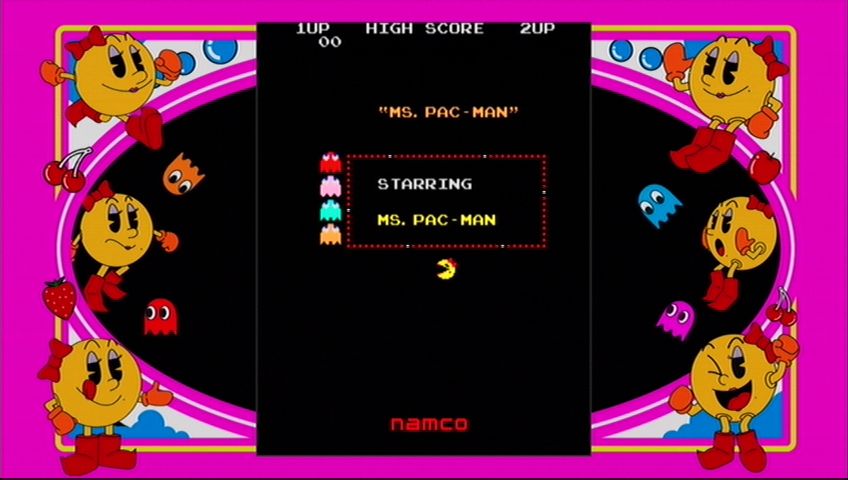 1UP HIGH SCORE 2UP
00
"MS. PAC-MAN"
STARRING
MS. PAC-MAN
namco